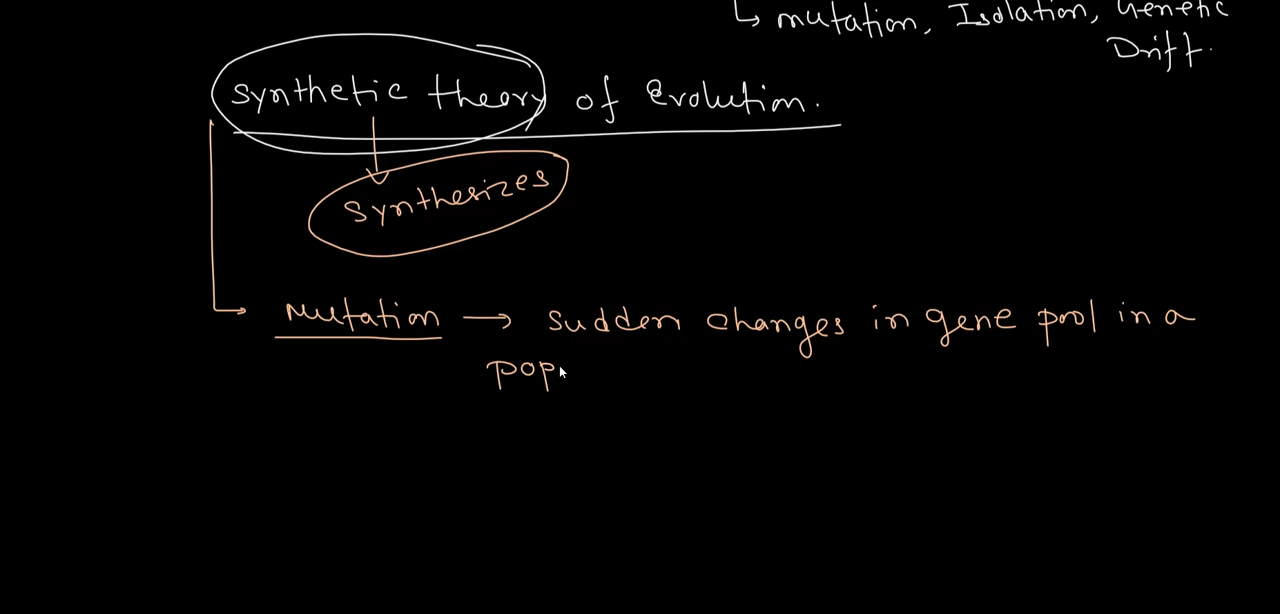 ↳ mutation, Isolation, Genetic
Drift.
Synthetic theory of Evolution.
Synthesizes
Mutation → Sudden changes in gene pool in a
pop